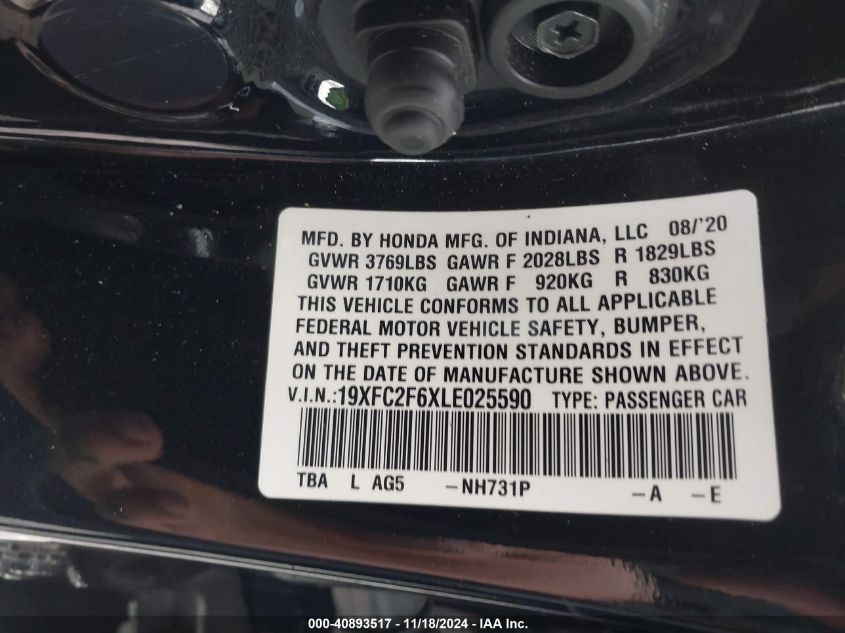 MFD. BY HONDA MFG. OF INDIANA, LLC 08/'20
GVWR 3769LBS GAWR F 2028LBS R 1829LBS
GVWR 1710KG GAWR F 920KG R 830KG
THIS VEHICLE CONFORMS TO ALL APPLICABLE
FEDERAL MOTOR VEHICLE SAFETY, BUMPER,
AND THEFT PREVENTION STANDARDS IN EFFECT
ON THE DATE OF MANUFACTURE SHOWN ABOVE.
V.I.N.:19XFC2F6XLE025590 TYPE: PASSENGER CAR
TBA L AG5 -NH731P -A -E
000-40893517 - 11/18/2024 - IAA Inc.